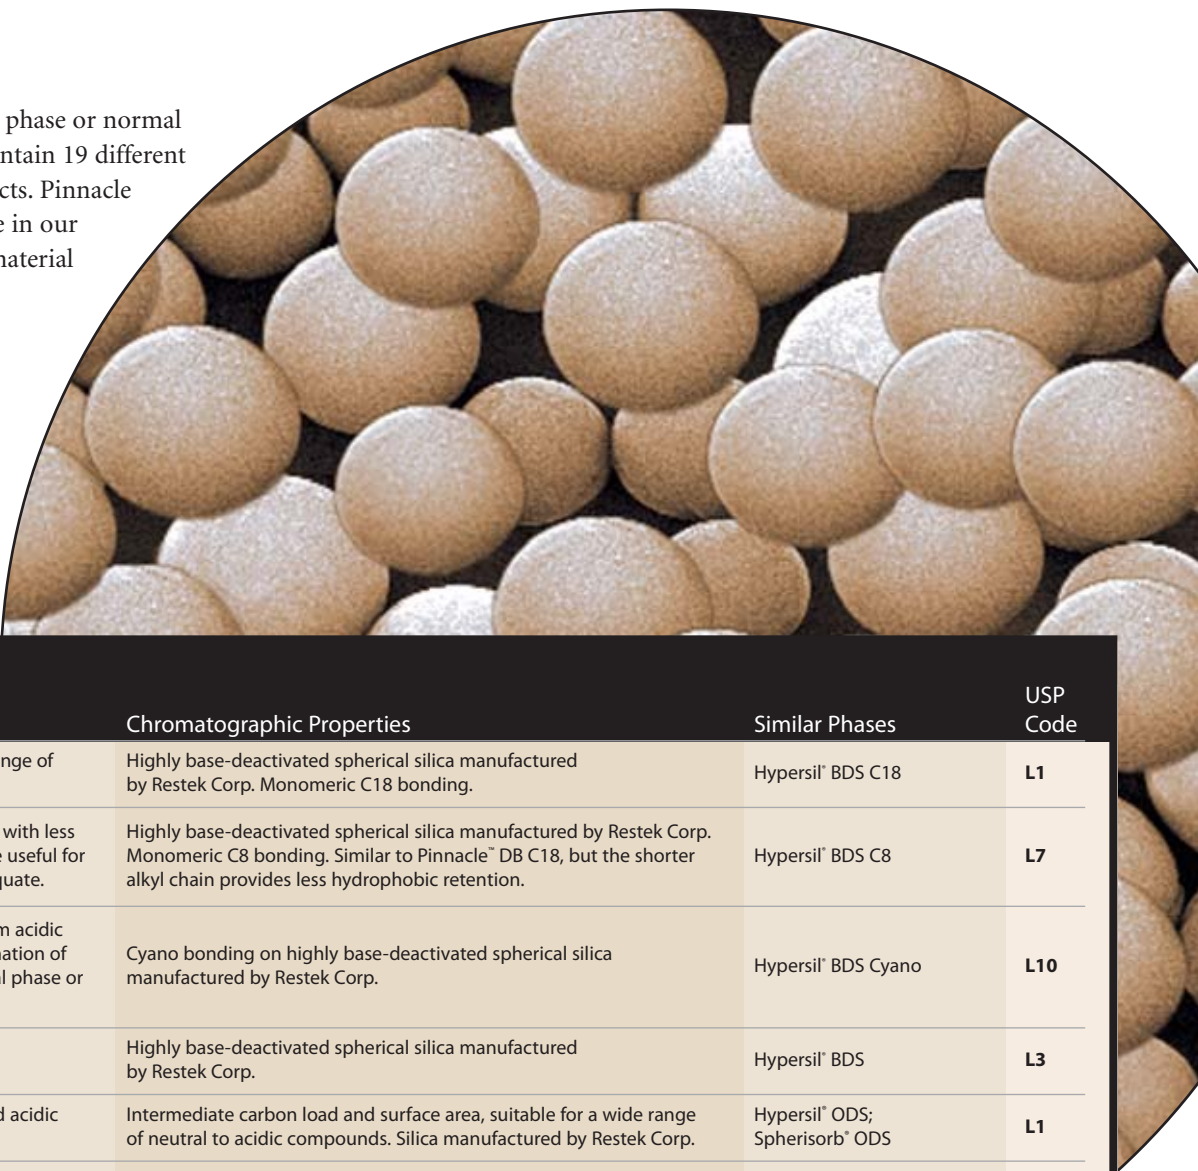 phase or normal
ntain 19 different
cts. Pinnacle
e in our
naterial
USP
Chromatographic Properties Similar Phases Code
nge of
Highly base-deactivated spherical silica manufactured
by Restek Corp. Monomeric C18 bonding.
Hypersil® BDS C18
L1
with less
e useful for
quate.
Highly base-deactivated spherical silica manufactured by Restek Corp.
Monomeric C8 bonding. Similar to Pinnacle™ DB C18, but the shorter
alkyl chain provides less hydrophobic retention.
Hypersil® BDS C8
L7
m acidic
nation of
al phase or
Cyano bonding on highly base-deactivated spherical silica
manufactured by Restek Corp.
Hypersil® BDS Cyano
L10
Highly base-deactivated spherical silica manufactured
by Restek Corp.
Hypersil® BDS
L3
d acidic
Intermediate carbon load and surface area, suitable for a wide range
of neutral to acidic compounds. Silica manufactured by Restek Corp.
Hypersil® ODS;
Spherisorb® ODS
L1